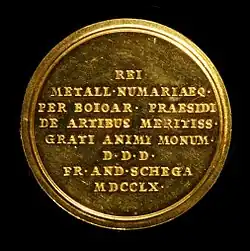 REI
METALL·NUMARIAEQ·
PER BOIOAR· PRAESIDI
DE ARTIBUS MERITISS·
GRATI ANIMI MONUM·
D·D·D·
FR·AND·SCHEGA
MDCCLX·